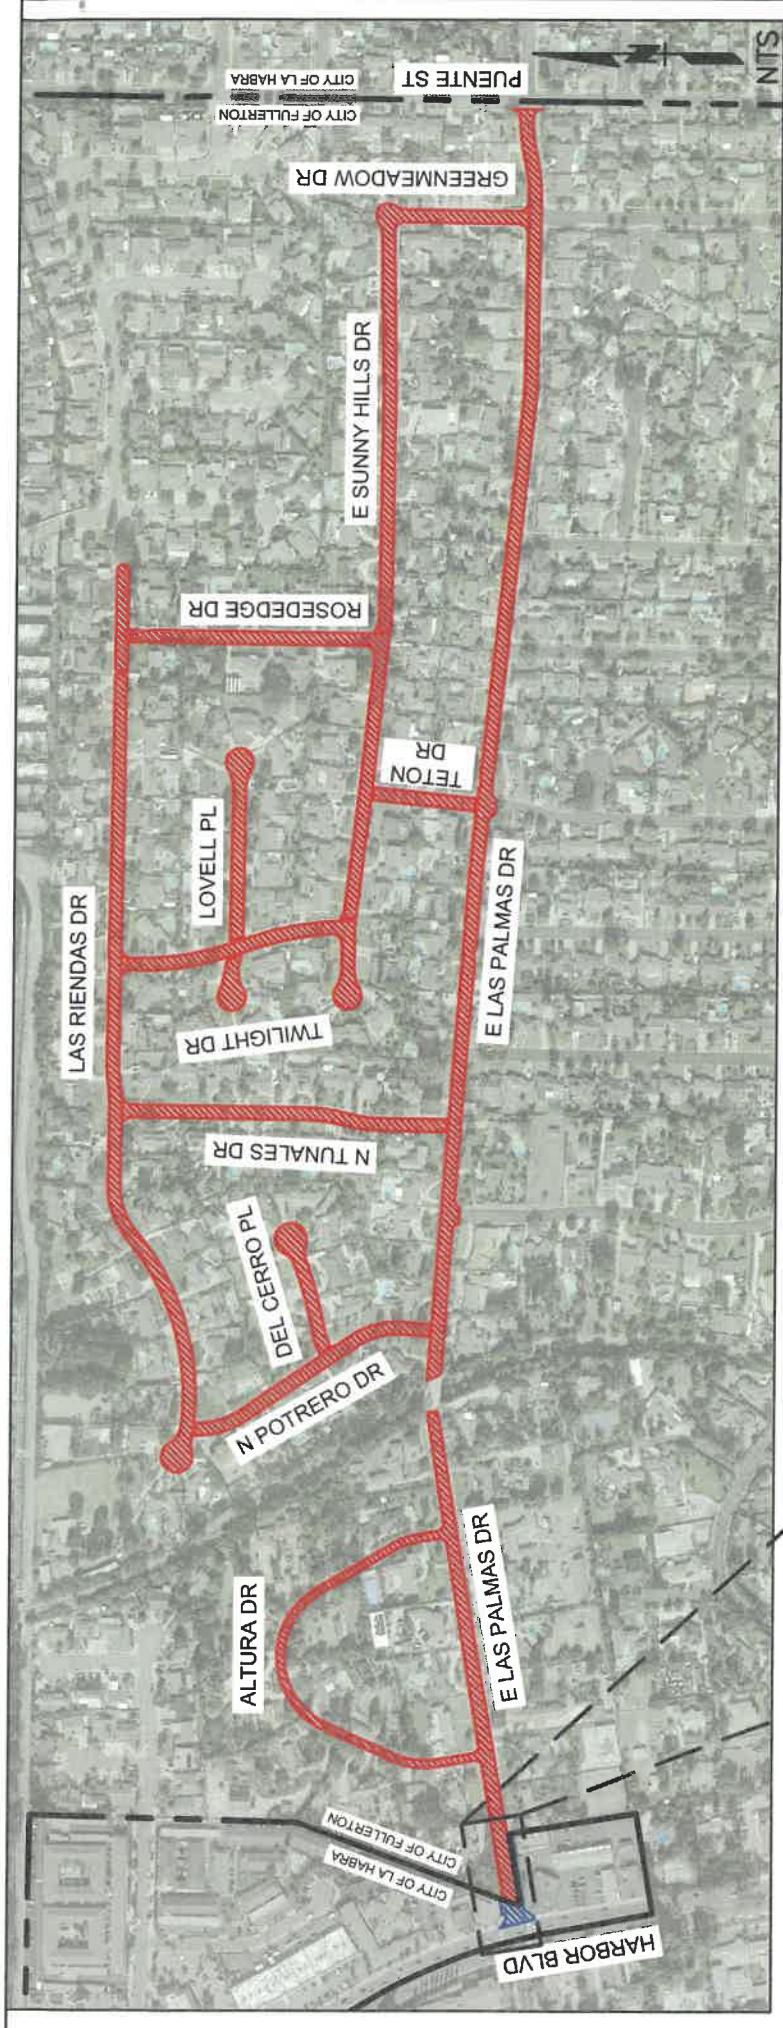 HARBOR BLVD
CITY OF LA HABRA
CITY OF FULLERTON
E LAS PALMAS DR
ALTURA DR
N POTRERO DR
DEL CERRO PL
N TUNALES DR
LAS RIENDAS DR
TWILIGHT DR
LOVELL PL
E LAS PALMAS DR
TETON
DR
ROSEDEDGE DR
E SUNNY HILLS DR
GREENMEADOW DR
CITY OF FULLERTON
CITY OF LA HABRA
PUENTE ST
NTS